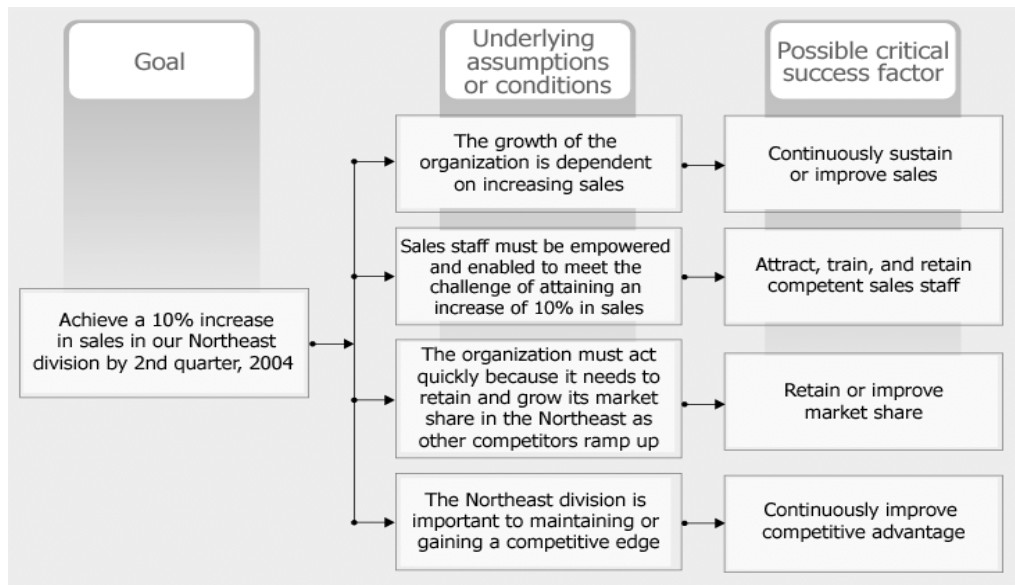 Goal
Underlying
assumptions
or conditions
Possible critical
success factor
Achieve a 10% increase
in sales in our Northeast
division by 2nd quarter, 2004
The growth of the
organization is dependent
on increasing sales
Continuously sustain
or improve sales
Sales staff must be empowered
and enabled to meet the
challenge of attaining an
increase of 10% in sales
Attract, train, and retain
competent sales staff
The organization must act
quickly because it needs to
retain and grow its market
share in the Northeast as
other competitors ramp up
Retain or improve
market share
The Northeast division is
important to maintaining or
gaining a competitive edge
Continuously improve
competitive advantage